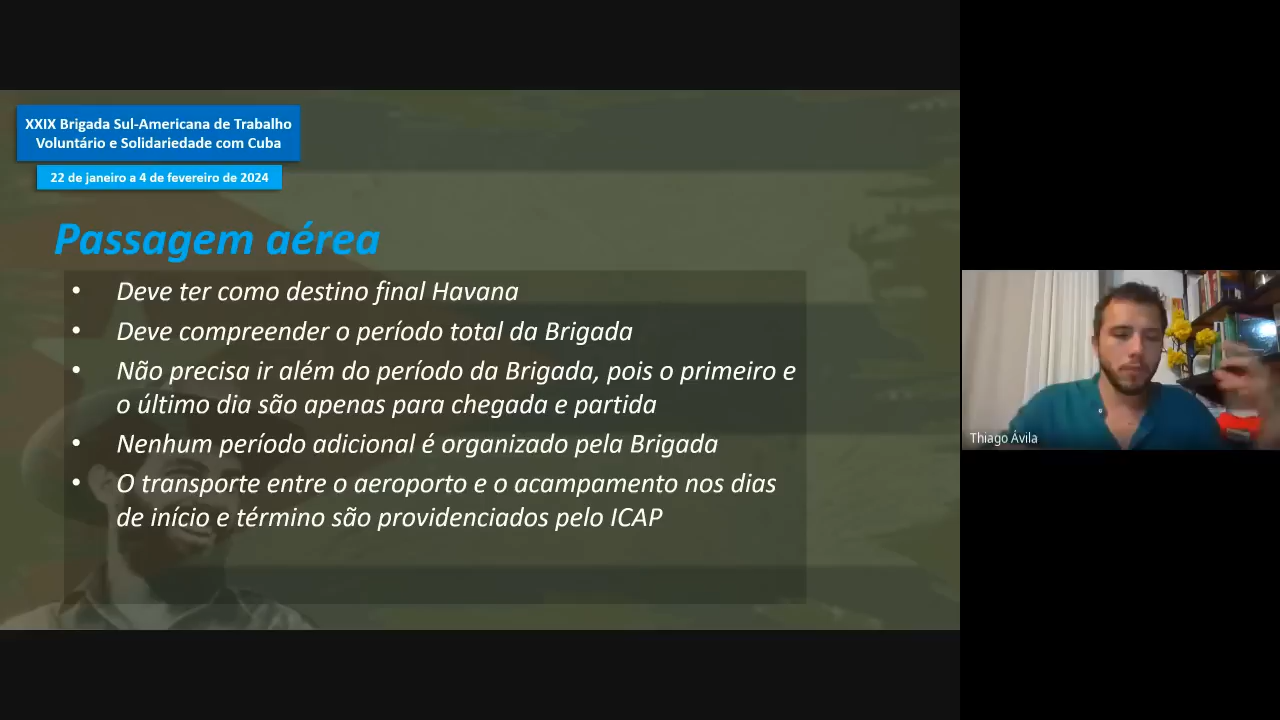 XXIX Brigada Sul-Americana de Trabalho
Voluntário e Solidariedade com Cuba
22 de janeiro a 4 de fevereiro de 2024
Passagem aérea
• Deve ter como destino final Havana
• Deve compreender o período total da Brigada
• Não precisa ir além do período da Brigada, pois o primeiro e
o último dia são apenas para chegada e partida
• Nenhum período adicional é organizado pela Brigada
• O transporte entre o aeroporto e o acampamento nos dias
de início e término são providenciados pelo ICAP
Thiago Ávila